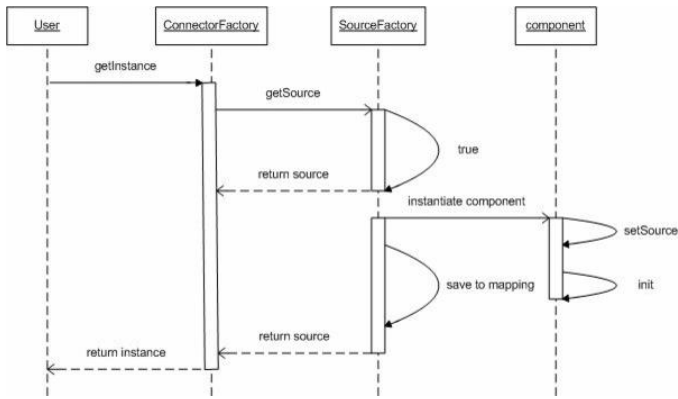 User
ConnectorFactory
SourceFactory
component
getInstance
getSource
true
return source
instantiate component
setSource
save to mapping
init
return source
return instance